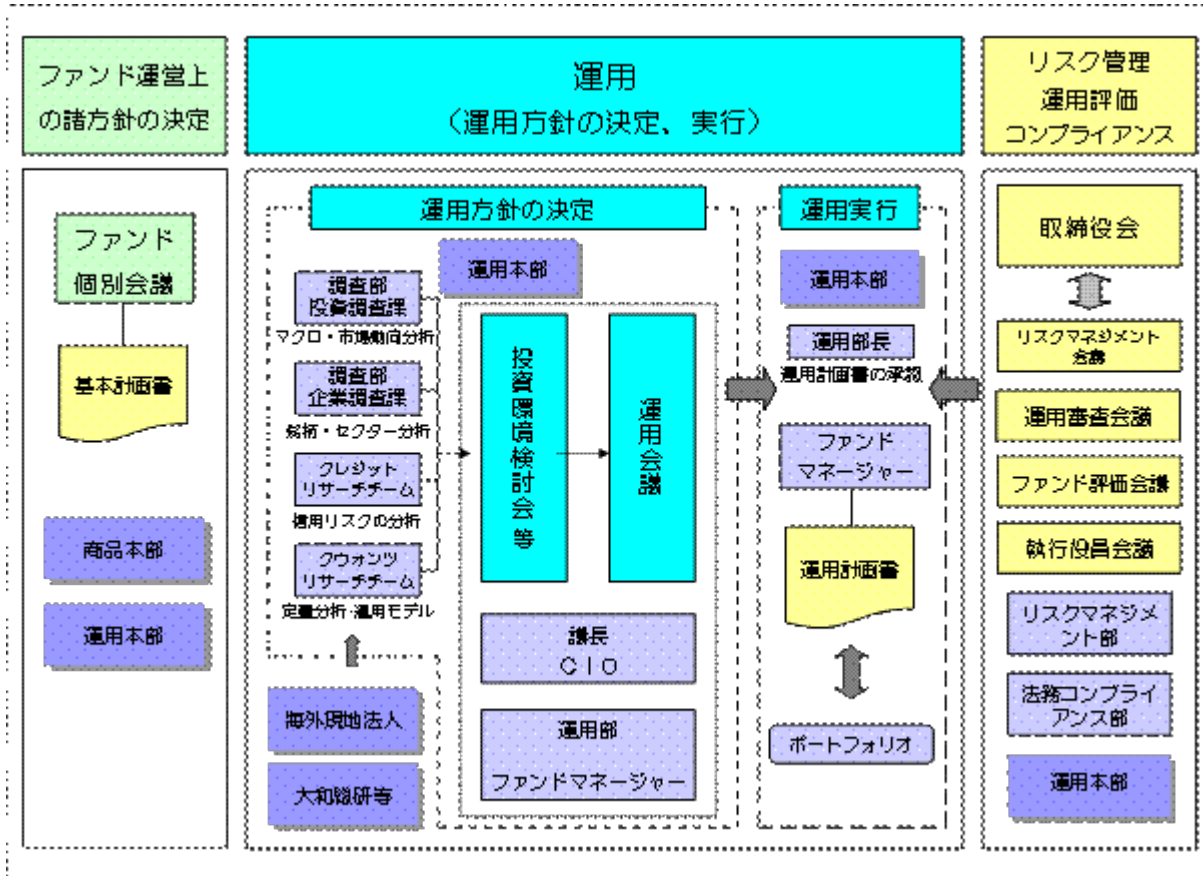 ファンド運営上
の諸方針の決定
ファンド
個別会議
基本計画書
商品本部
運用本部
運用
（運用方針の決定、実行）
運用方針の決定
運用本部
調査部
投資調査課
マクロ・市場動向分析
調査部
企業調査課
銘柄・セクター分析
クレジット
リサーチチーム
信用リスクの分析
クウォンツ
リサーチチーム
定量分析・運用モデル
海外現地法人
大和総研等
投資環境検討会等
運用会議
議長
ＣＩＯ
運用部
ファンドマネージャー
運用実行
運用本部
運用部長
運用計画書の承認
ファンド
マネージャー
運用計画書
ポートフォリオ
リスク管理
運用評価
コンプライアンス
取締役会
リスクマネジメント
会議
運用審査会議
ファンド評価会議
執行役員会議
リスクマネジメ
ント部
法務コンプライ
アンス部
運用本部